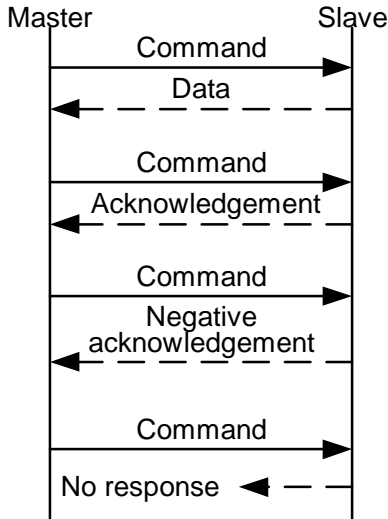 Master Slave
Command
Data
Command
Acknowledgement
Command
Negative
acknowledgement
Command
No response